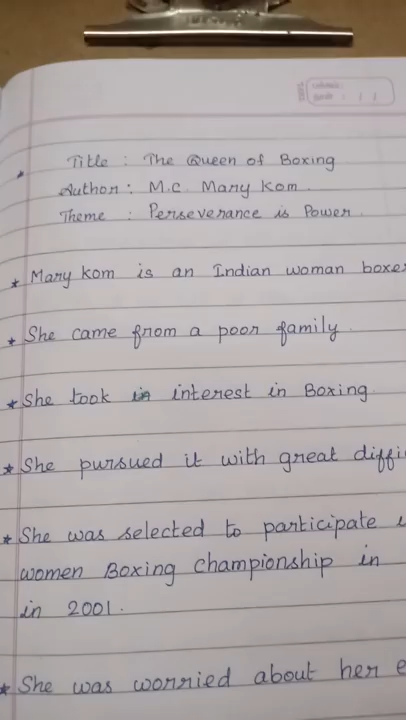 Title : The Queen of Boxing
Author : M.C. Mary Kom.
Theme : Perseverance is Power.
* Mary kom is an Indian woman
* She came from a poor family.
* She took in interest in Boxing.
* She pursued it with great
* She was selected to participate
women Boxing championship in
in 2001.
* She was worried about her